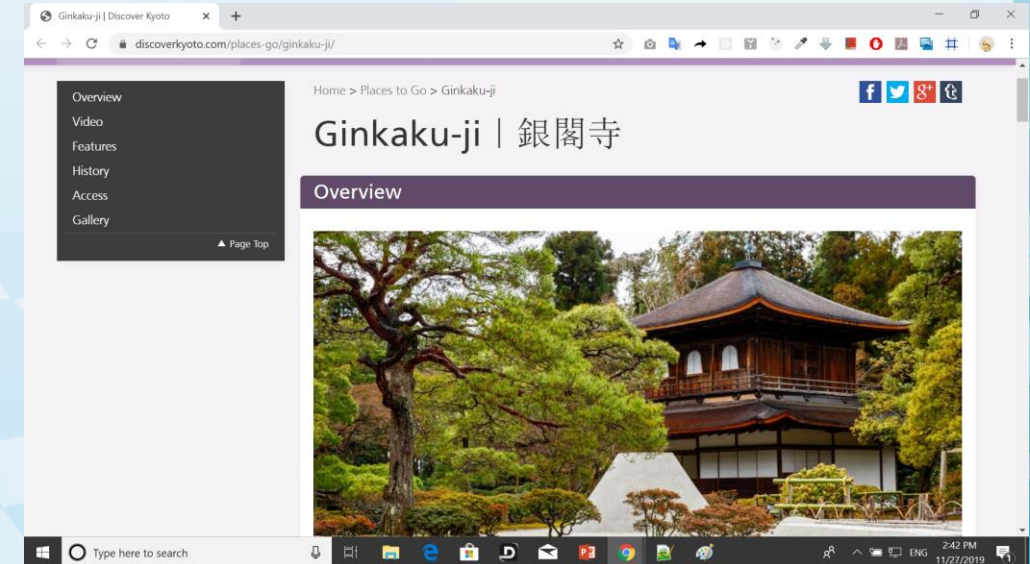 Ginkaku-ji | Discover Kyoto
discoverkyoto.com/places-go/ginkaku-ji/
Overview
Video
Features
History
Access
Gallery
▲ Page Top
Home > Places to Go > Ginkaku-ji
Ginkaku-ji | 銀閣寺
Overview
Type here to search
ENG
2:42 PM
11/27/2019